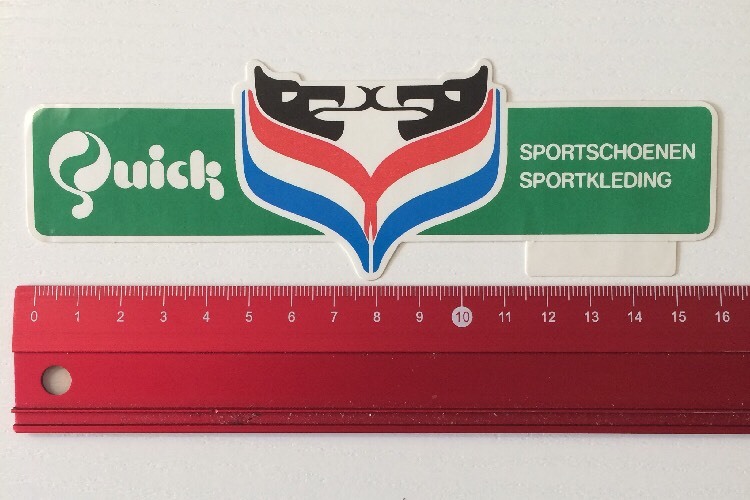 Quick
SPORTSCHOENEN
SPORTKLEDING
0 1 2 3 4 5 6 7 8 9 10 11 12 13 14 15 16